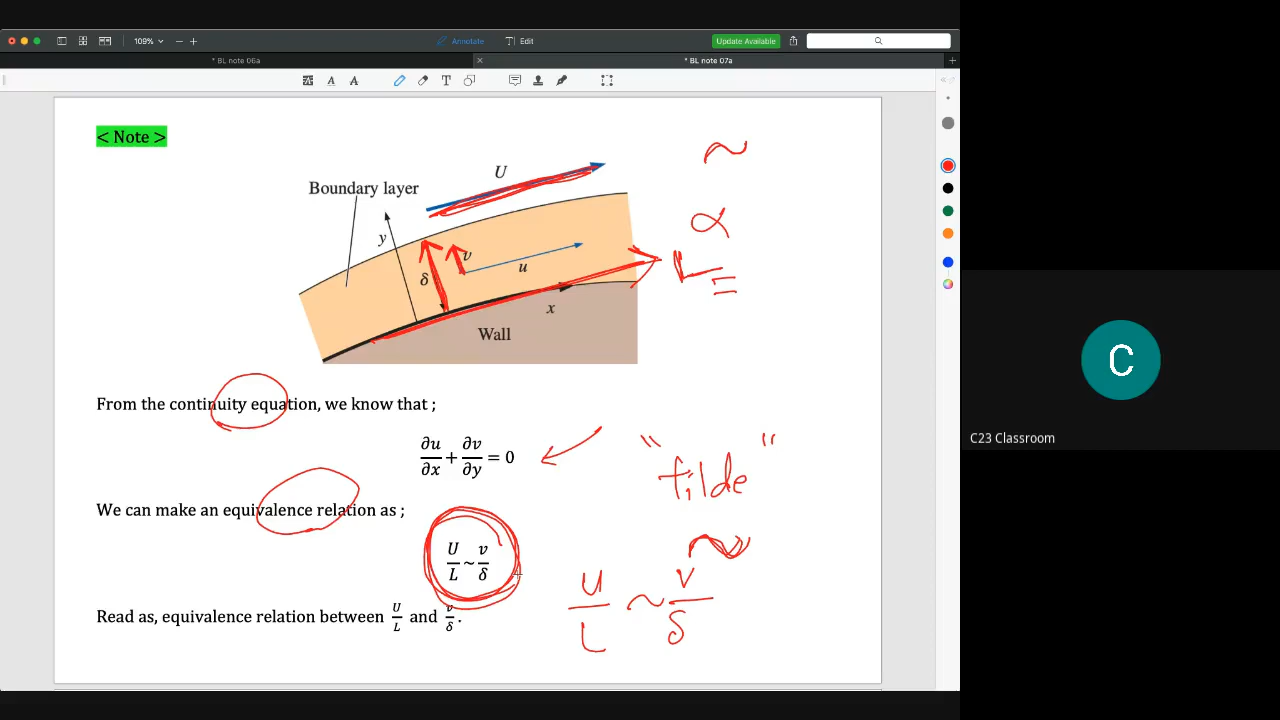 109%
Annotate
Edit
Update Available
* BL note 06a
* BL note 07a
< Note >
U
Boundary layer
y
v
u
δ
x
Wall
~
α
L
From the continuity equation, we know that ;
∂u/∂x + ∂v/∂y = 0
"tilde"
We can make an equivalence relation as ;
U/L ~ v/δ
~
U/L ~ v/δ
Read as, equivalence relation between U/L and v/δ.
C
C23 Classroom